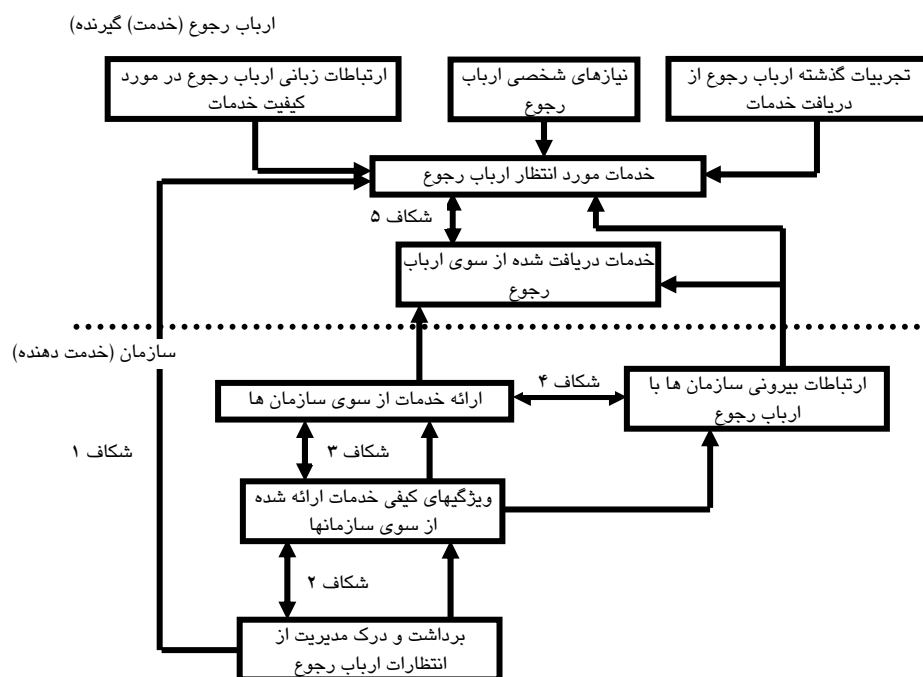 ارباب رجوع (خدمت) گیرنده)
تجربیات گذشته ارباب رجوع از
دریافت خدمات
نیازهای شخصی ارباب
رجوع
ارتباطات زبانی ارباب رجوع در مورد
کیفیت خدمات
خدمات مورد انتظار ارباب رجوع
شکاف ۵
خدمات دریافت شده از سوی ارباب
رجوع
سازمان (خدمت دهنده)
ارتباطات بیرونی سازمان ها با
ارباب رجوع
شکاف ۴
ارائه خدمات از سوی سازمان ها
شکاف ۳
شکاف ۱
ویژگیهای کیفی خدمات ارائه شده
از سوی سازمانها
شکاف ۲
برداشت و درک مدیریت از
انتظارات ارباب رجوع